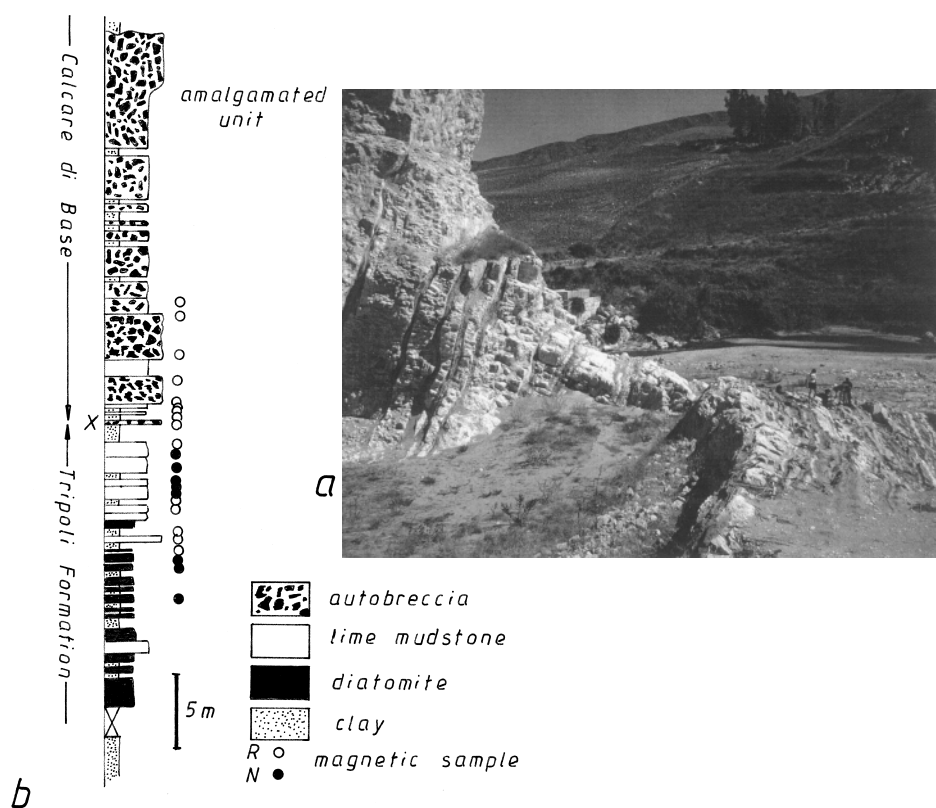 Calcare di Base
amalgamated
unit
X
Tripoli Formation
a
autobreccia
lime mudstone
diatomite
clay
R
N
magnetic sample
5m
b